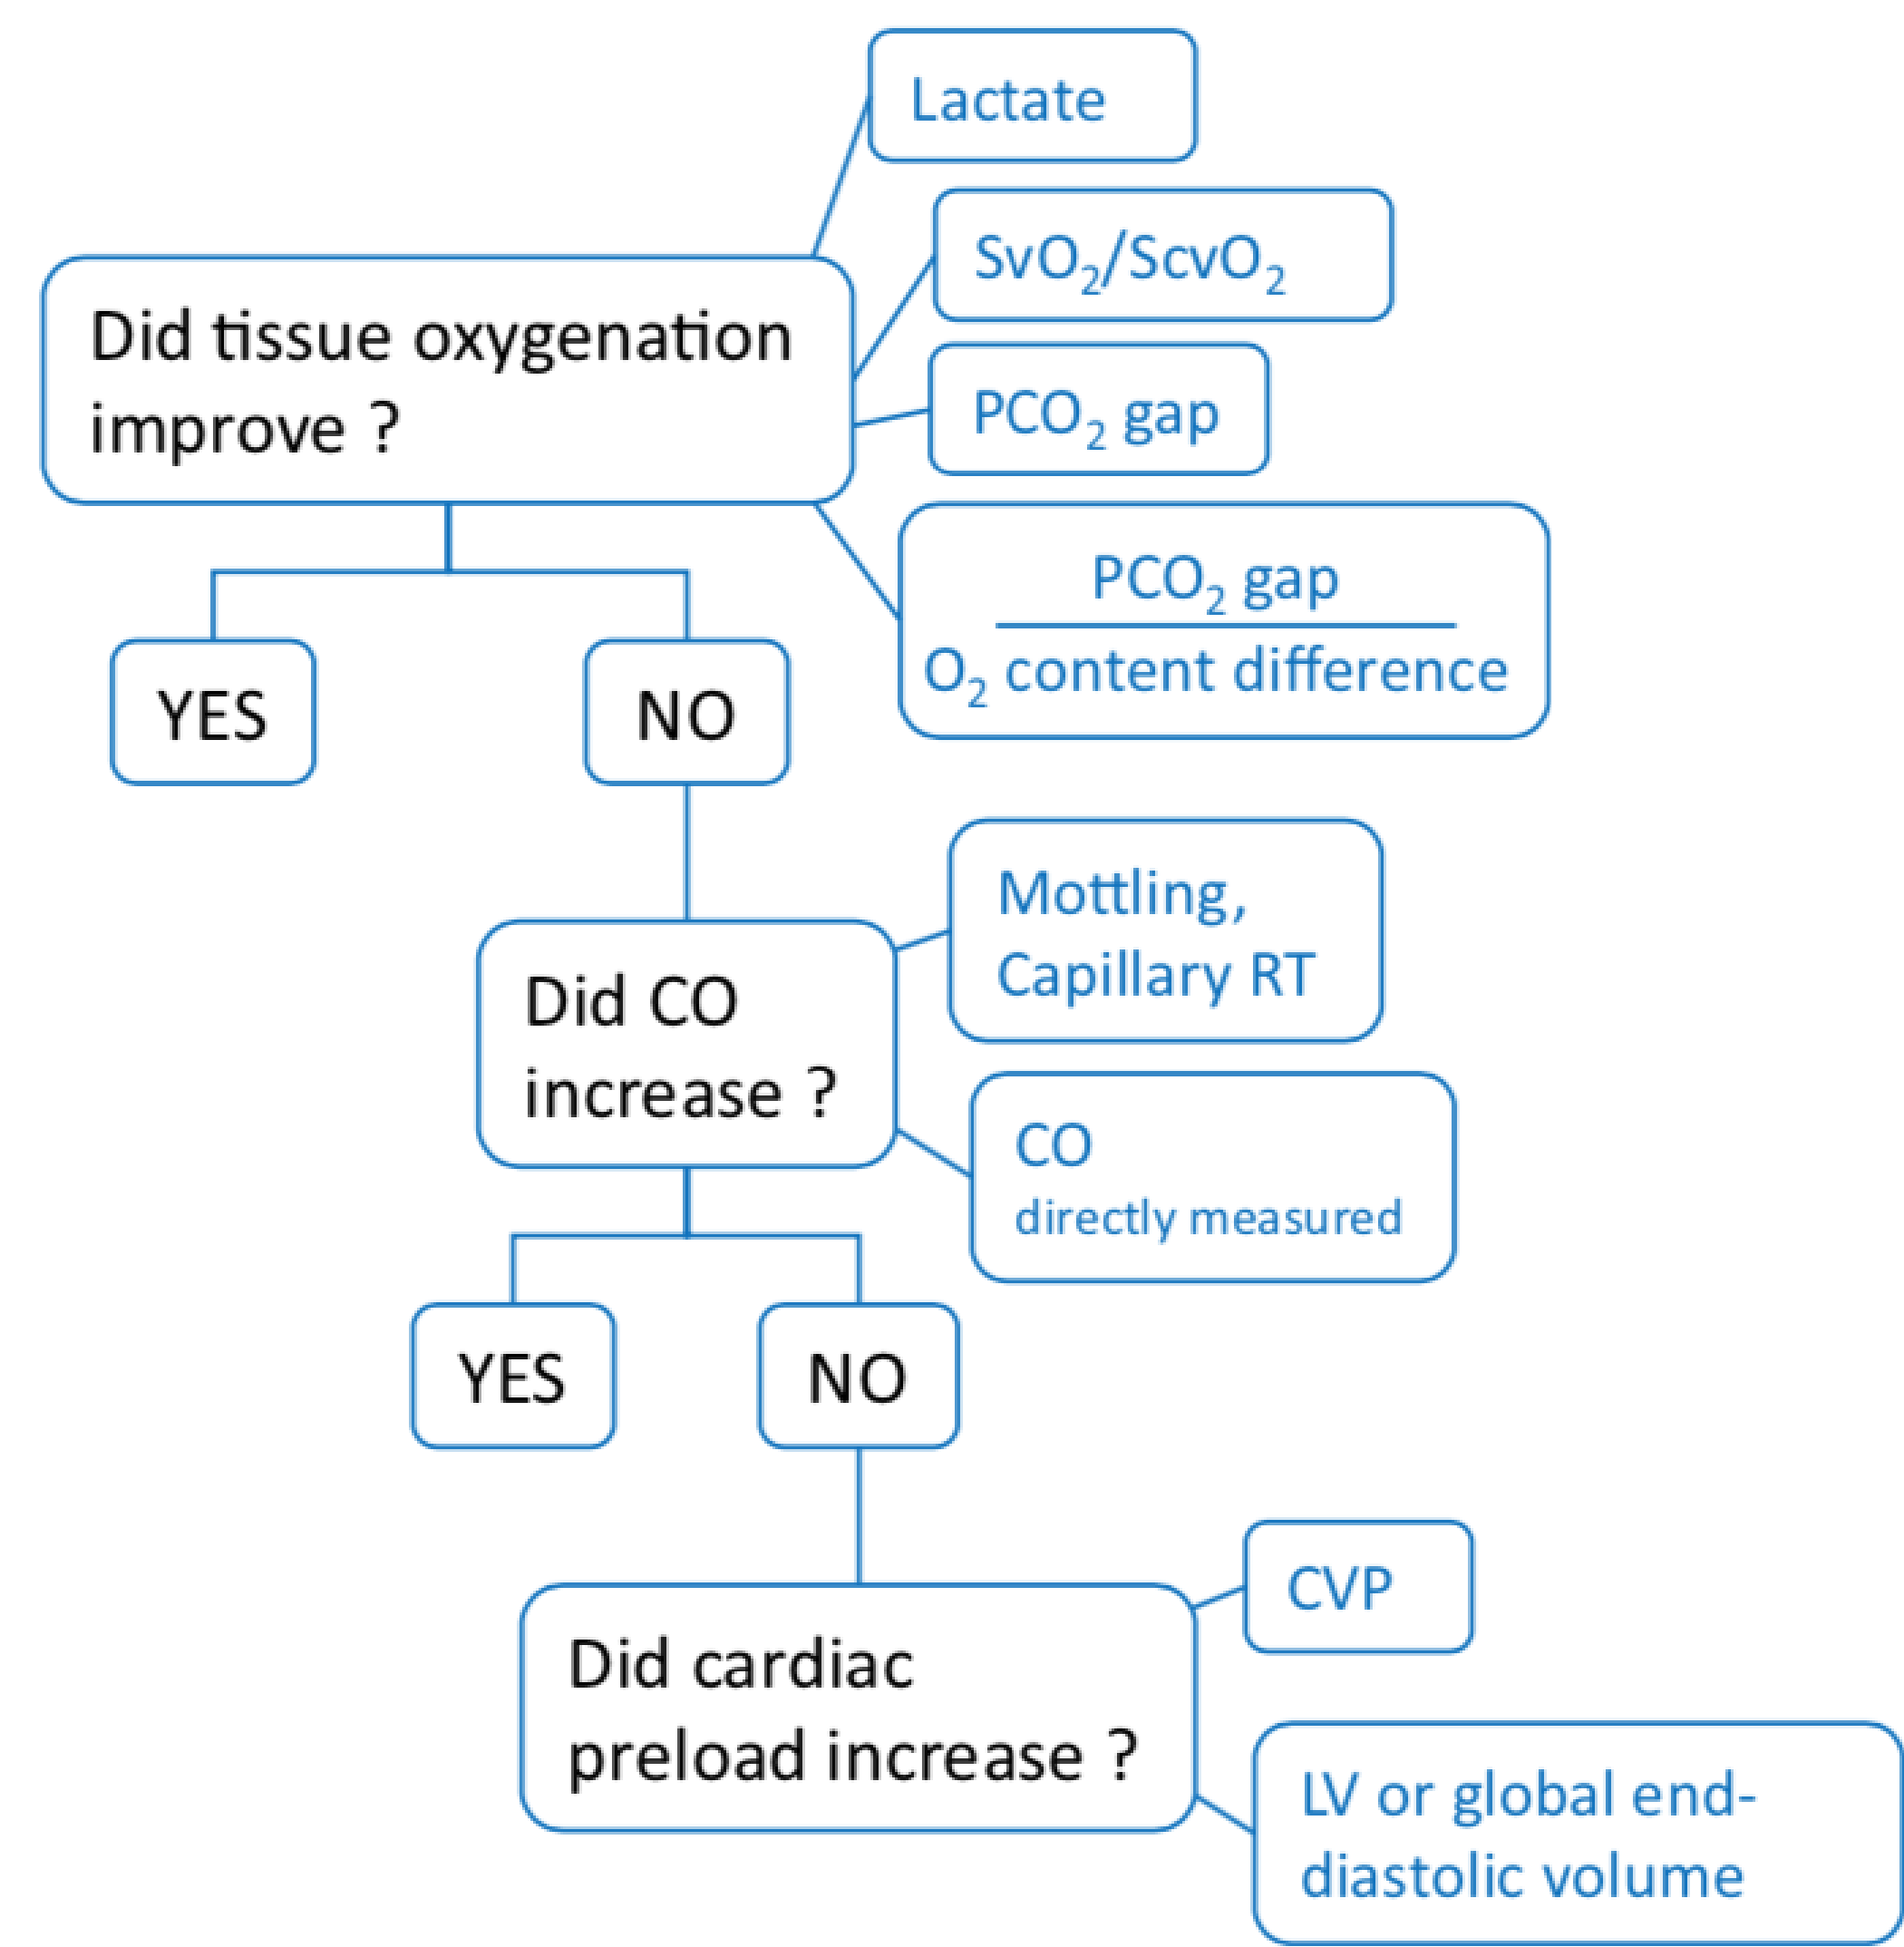 Lactate
SvO₂/ScvO₂
Did tissue oxygenation
improve ?
PCO₂ gap
PCO₂ gap
O₂ content difference
YES
NO
Mottling,
Capillary RT
Did CO
increase ?
CO
directly measured
YES
NO
CVP
Did cardiac
preload increase ?
LV or global end-
diastolic volume